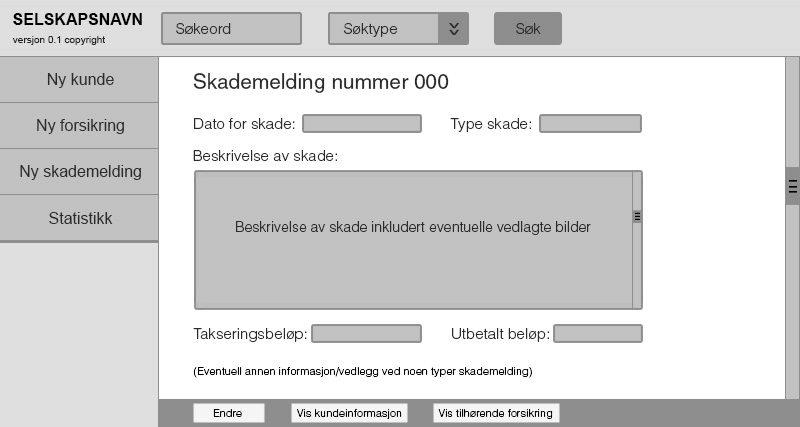 SELSKAPSNAVN
versjon 0.1 copyright
Søkeord
Søktype
Søk
Ny kunde
Ny forsikring
Ny skademelding
Statistikk
Skademelding nummer 000
Dato for skade:
Type skade:
Beskrivelse av skade:
Beskrivelse av skade inkludert eventuelle vedlagte bilder
Takseringsbeløp:
Utbetalt beløp:
(Eventuell annen informasjon/vedlegg ved noen typer skademelding)
Endre
Vis kundeinformasjon
Vis tilhørende forsikring